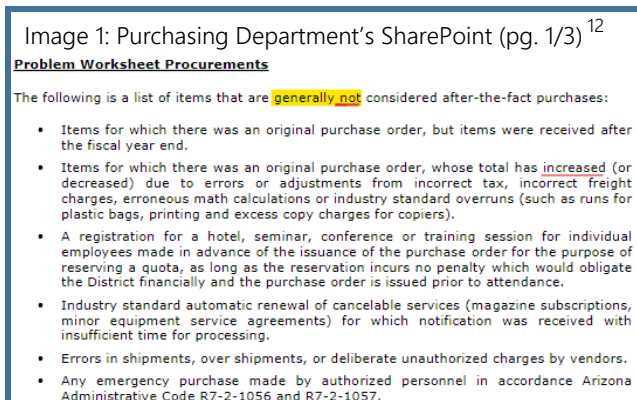 Image 1: Purchasing Department's SharePoint (pg. 1/3) 12
Problem Worksheet Procurements
The following is a list of items that are generally not considered after-the-fact purchases:
• Items for which there was an original purchase order, but items were received after
the fiscal year end.
• Items for which there was an original purchase order, whose total has increased (or
decreased) due to errors or adjustments from incorrect tax, incorrect freight
charges, erroneous math calculations or industry standard overruns (such as runs for
plastic bags, printing and excess copy charges for copiers).
• A registration for a hotel, seminar, conference or training session for individual
employees made in advance of the issuance of the purchase order for the purpose of
reserving a quota, as long as the reservation incurs no penalty which would obligate
the District financially and the purchase order is issued prior to attendance.
• Industry standard automatic renewal of cancelable services (magazine subscriptions,
minor equipment service agreements) for which notification was received with
insufficient time for processing.
• Errors in shipments, over shipments, or deliberate unauthorized charges by vendors.
• Any emergency purchase made by authorized personnel in accordance Arizona
Administrative Code R7-2-1056 and R7-2-1057.